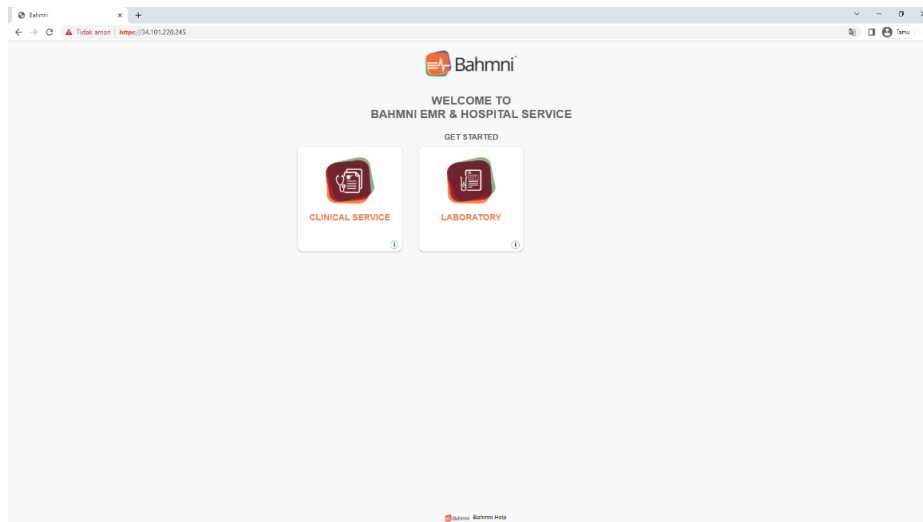 Bahmni
Tidak aman | https://34.101.220.245
Tamu
Bahmni
WELCOME TO
BAHMNI EMR & HOSPITAL SERVICE
GET STARTED
CLINICAL SERVICE
LABORATORY
Bahmni Bahmni Help